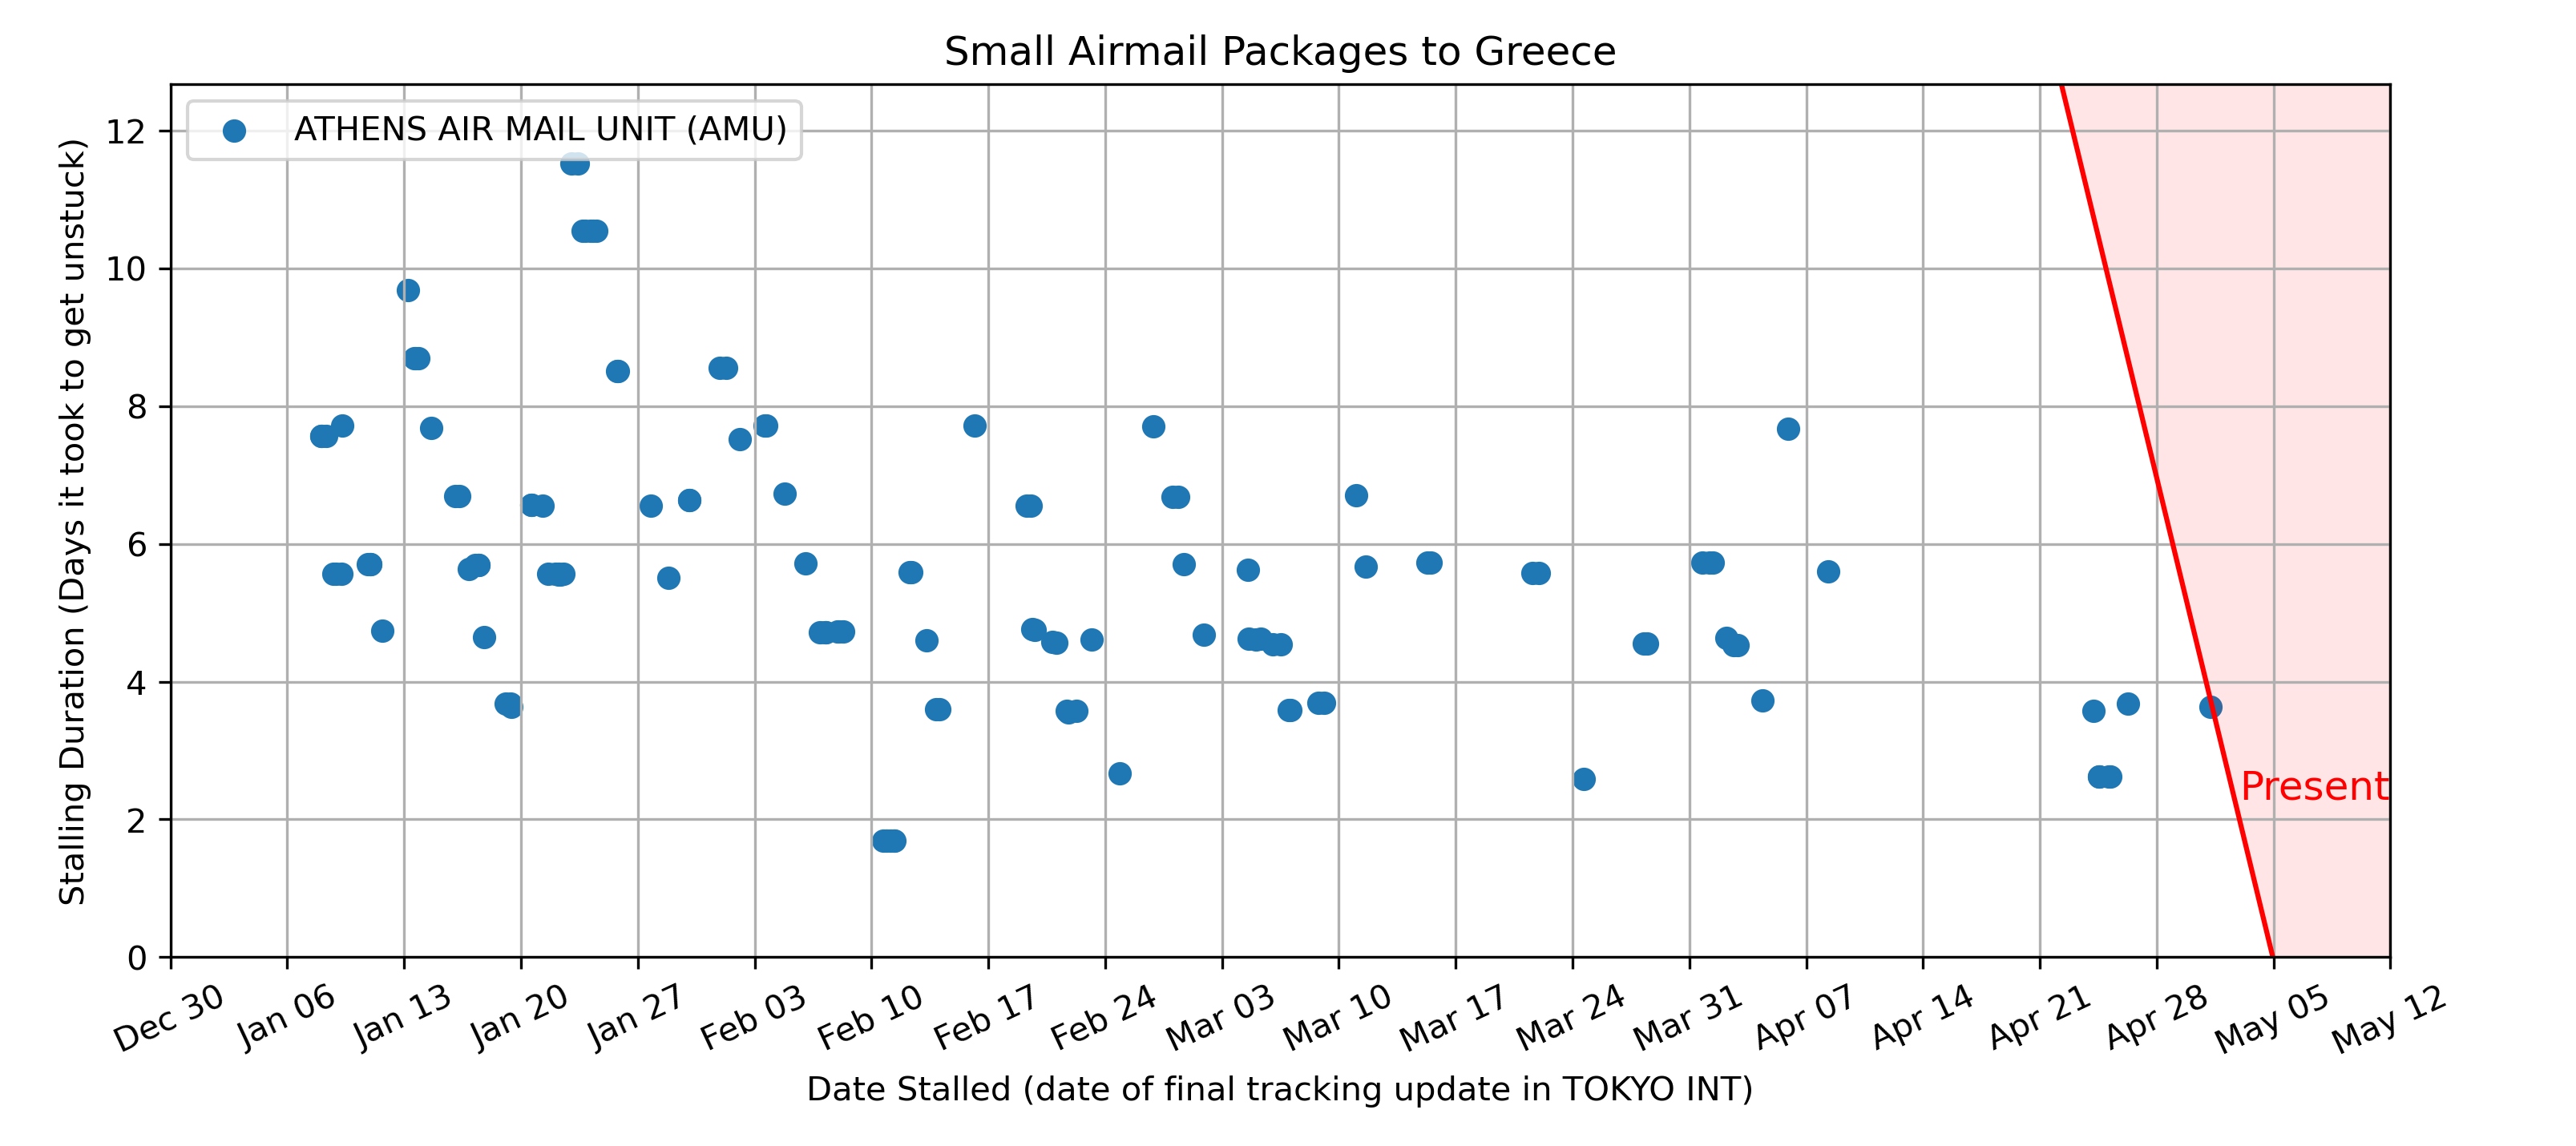 Small Airmail Packages to Greece
ATHENS AIR MAIL UNIT (AMU)
Stalling Duration (Days it took to get unstuck)
12
10
8
6
4
2
0
Present
Dec 30 Jan 06 Jan 13 Jan 20 Jan 27 Feb 03 Feb 10 Feb 17 Feb 24 Mar 03 Mar 10 Mar 17 Mar 24 Mar 31 Apr 07 Apr 14 Apr 21 Apr 28 May 05 May 12
Date Stalled (date of final tracking update in TOKYO INT)